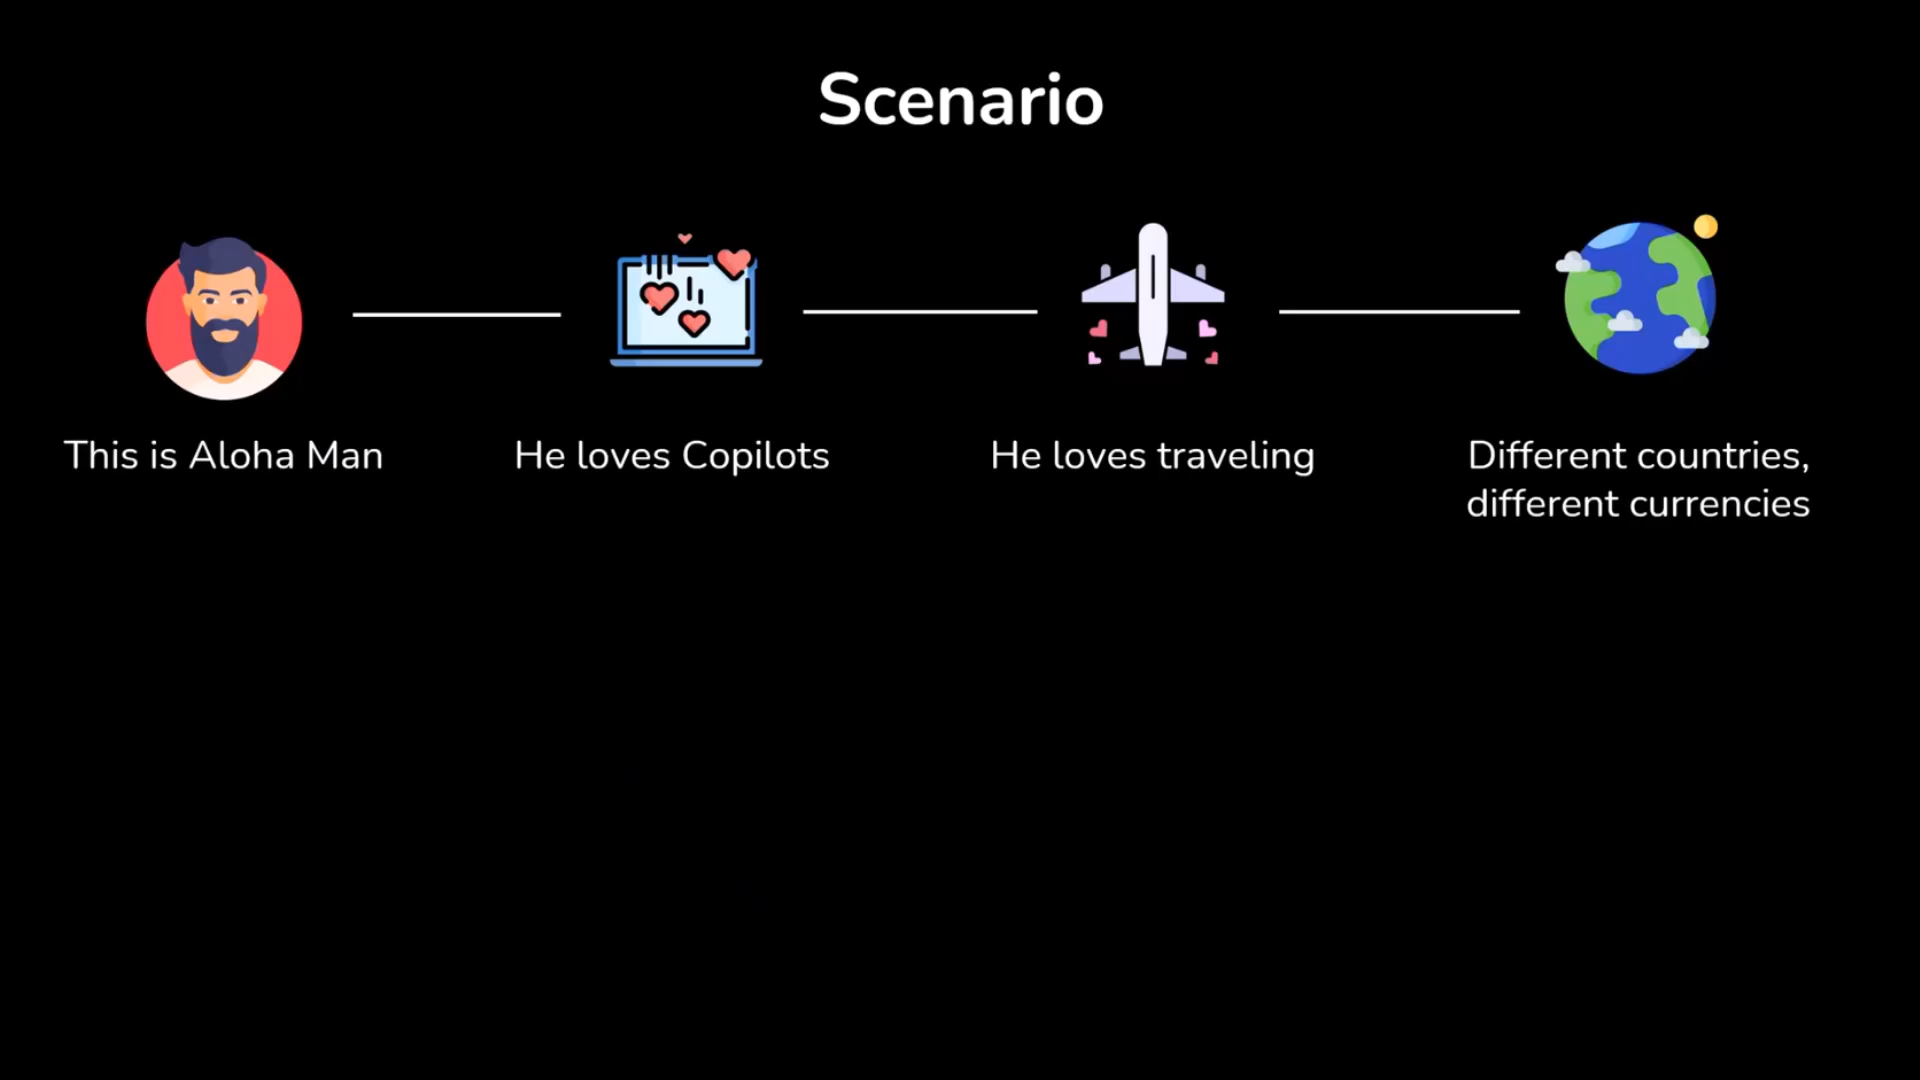 Scenario
This is Aloha Man
He loves Copilots
He loves traveling
Different countries,
different currencies